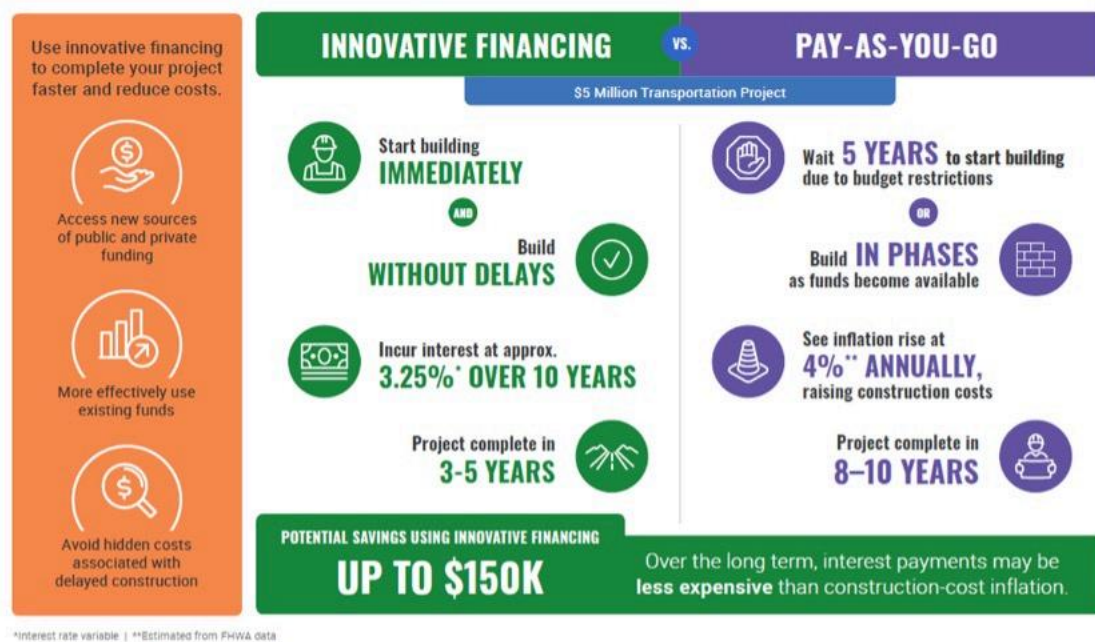 Use innovative financing
to complete your project
faster and reduce costs.
$
Access new sources
of public and private
funding
More effectively use
existing funds
$
Avoid hidden costs
associated with
delayed construction
INNOVATIVE FINANCING
VS.
PAY-AS-YOU-GO
$5 Million Transportation Project
Start building
IMMEDIATELY
AND
Build
WITHOUT DELAYS
Incur interest at approx.
3.25%* OVER 10 YEARS
Project complete in
3-5 YEARS
Wait 5 YEARS to start building
due to budget restrictions
OR
Build IN PHASES
as funds become available
See inflation rise at
4%** ANNUALLY,
raising construction costs
Project complete in
8–10 YEARS
POTENTIAL SAVINGS USING INNOVATIVE FINANCING
UP TO $150K
Over the long term, interest payments may be
less expensive than construction-cost inflation.
*Interest rate variable | **Estimated from FHWA data